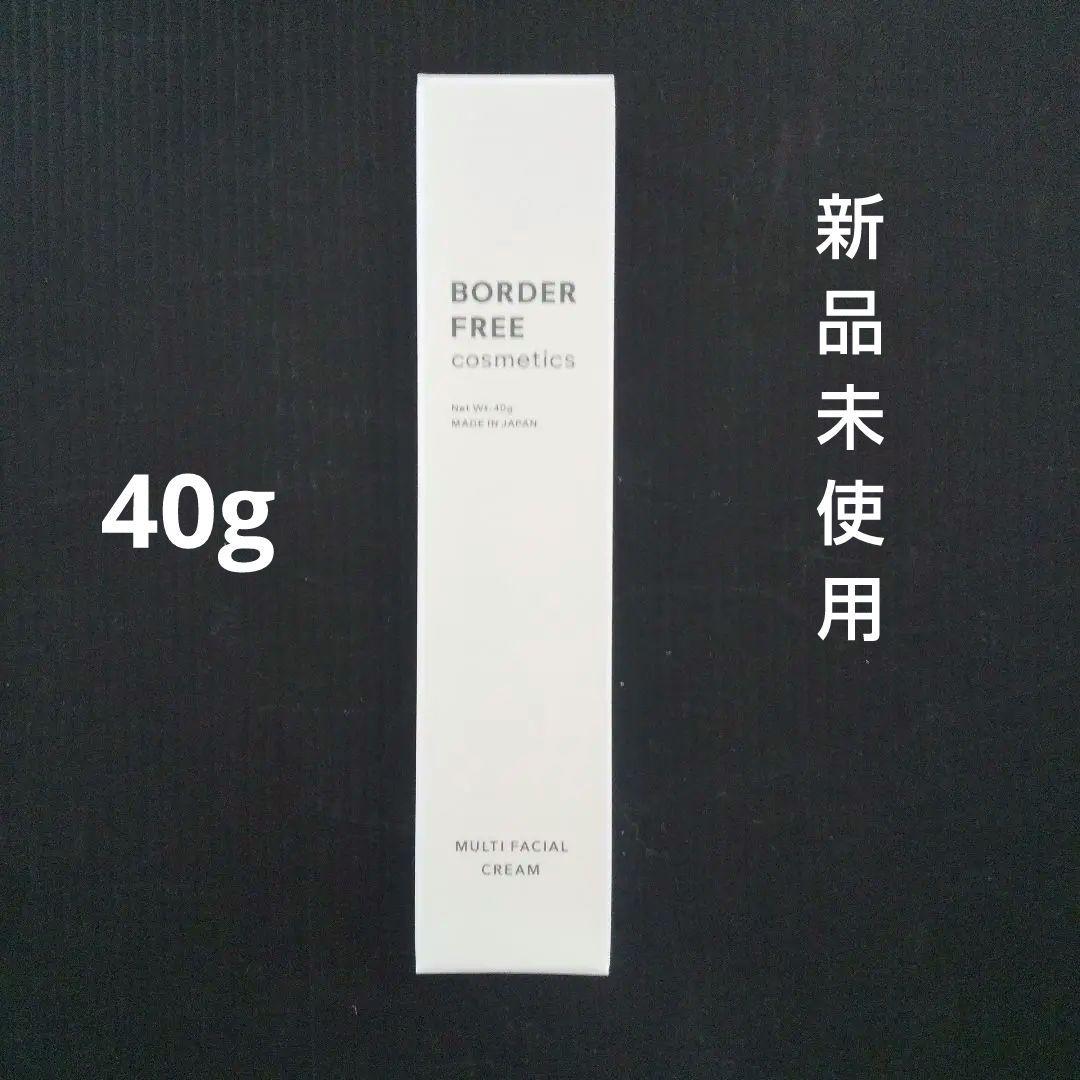 BORDER
FREE
cosmetics
Net Wt. 40g
MADE IN JAPAN
40g
新品未使用
MULTI FACIAL
CREAM